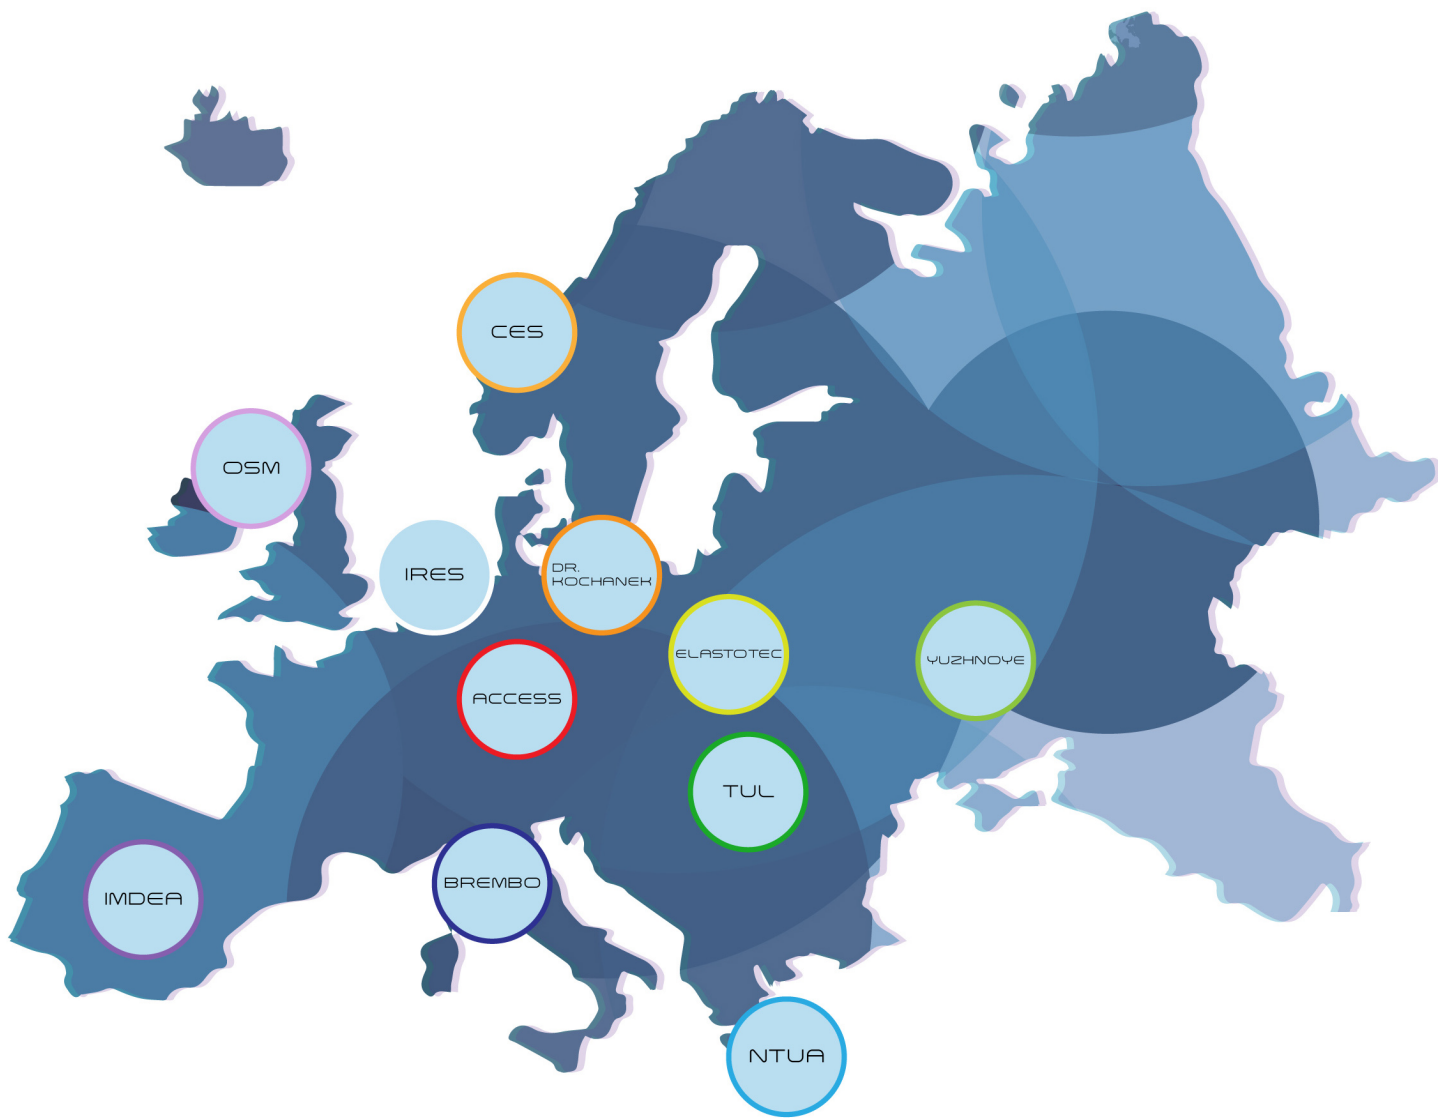 CES
OSM
IRES
DR.
KOCHANEK
ELASTOTEC
YUZHNOYE
ACCESS
TUL
BREMBO
IMDEA
NTUA